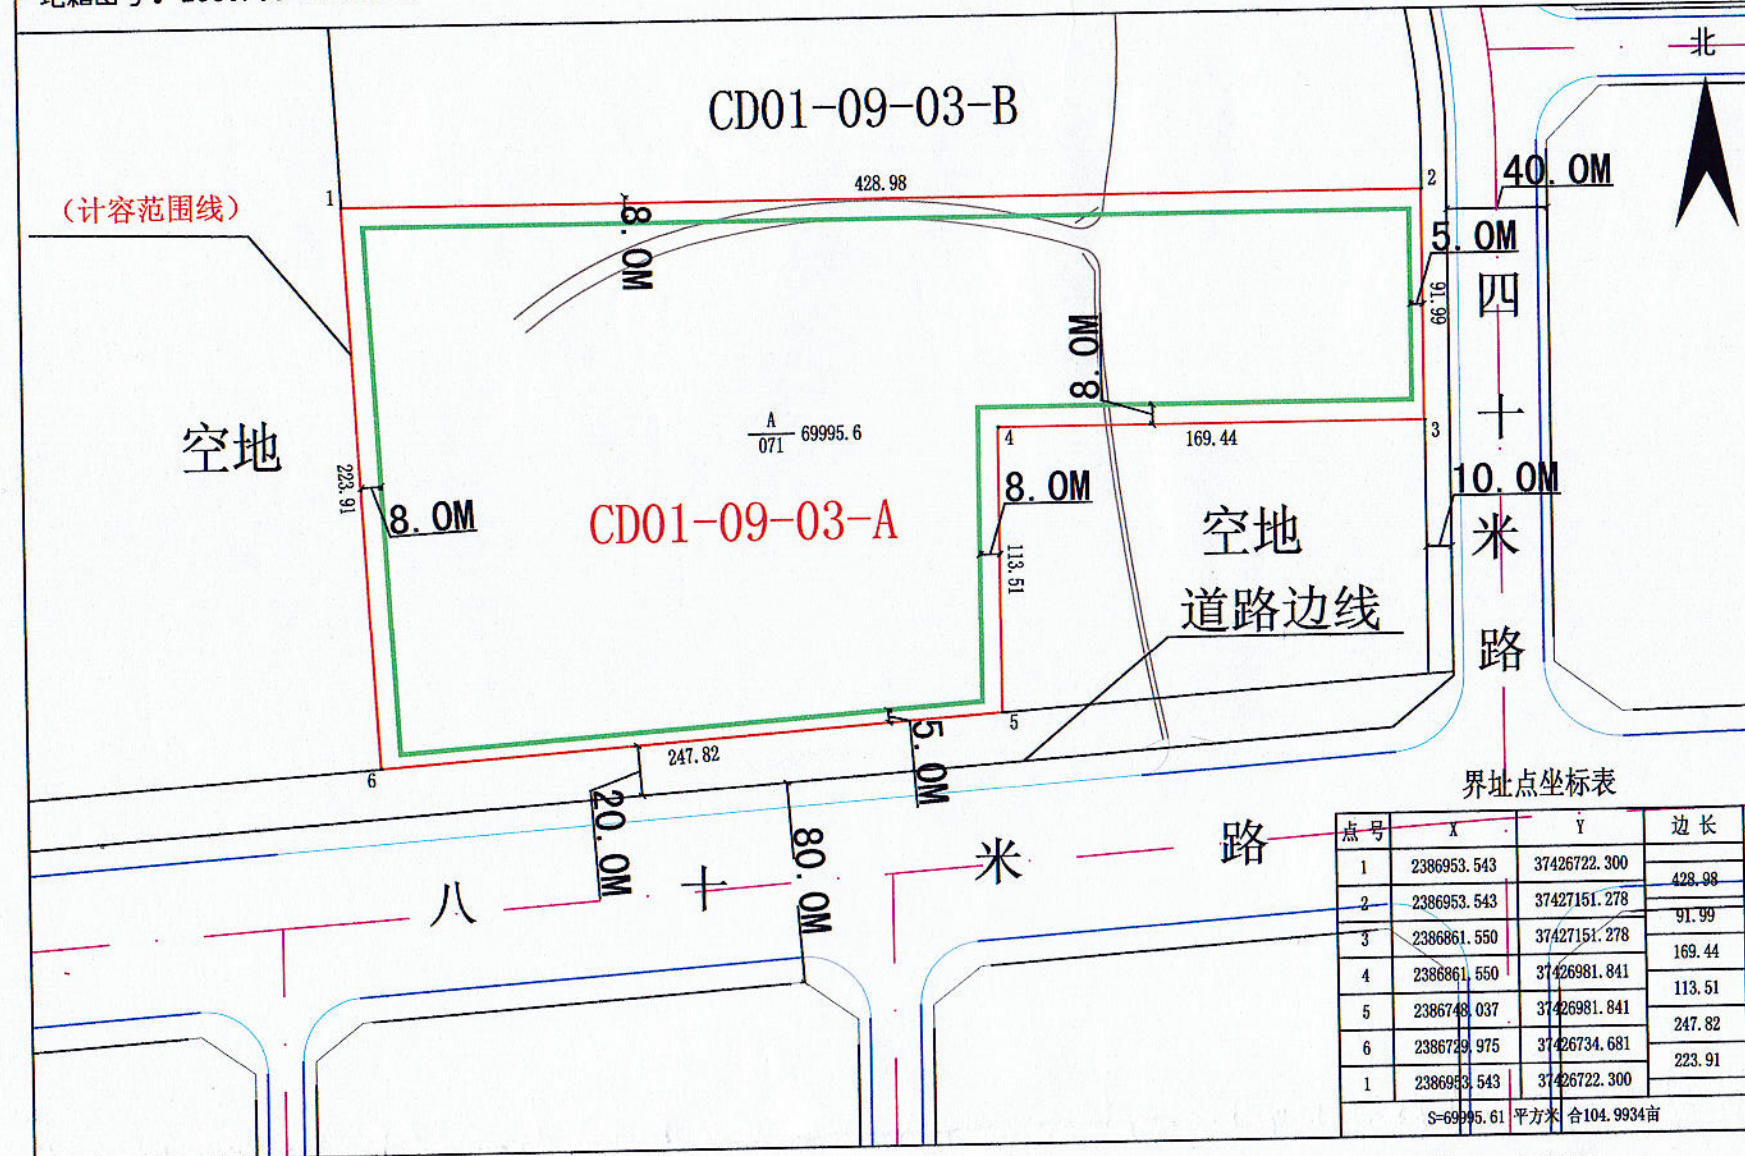 北
CD01-09-03-B
1
428.98
2
40.0M
(计容范围线)
8.0M
5.0M
91.99
四
十
米
路
8.0M
A
071
69995.6
4
169.44
3
空地
223.91
8.0M
CD01-09-03-A
8.0M
10.0M
113.51
空地
道路边线
5
6
247.82
5.0M
20.0M
80.0M
八
十
米
路
界址点坐标表
点号 X Y 边长
1 2386953.543 37426722.300
428.98
2 2386953.543 37427151.278
91.99
3 2386861.550 37427151.278
169.44
4 2386861.550 37426981.841
113.51
5 2386748.037 37426981.841
247.82
6 2386729.975 37426734.681
223.91
1 2386953.543 37426722.300
S=69995.61 平方米 合104.9934亩